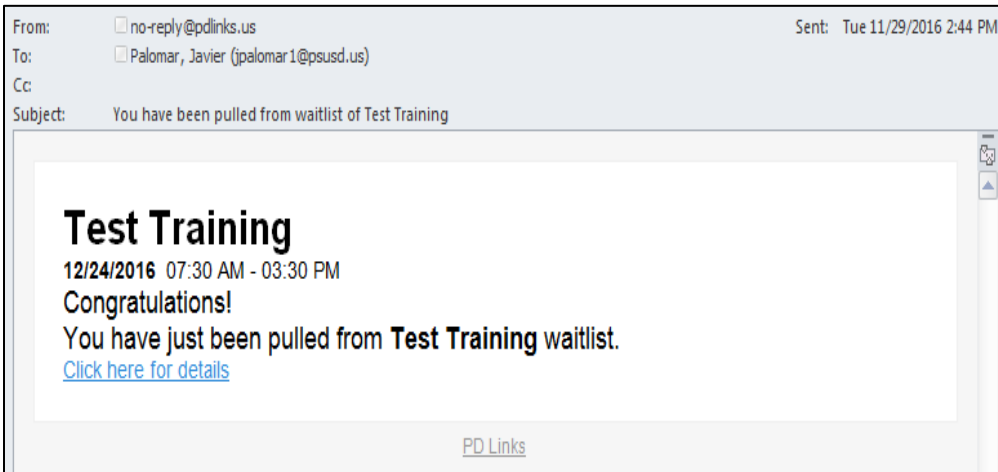 From: no-reply@pdlinks.us Sent: Tue 11/29/2016 2:44 PM
To: Palomar, Javier (jpalomar1@psusd.us)
Cc:
Subject: You have been pulled from waitlist of Test Training
Test Training
12/24/2016 07:30 AM - 03:30 PM
Congratulations!
You have just been pulled from Test Training waitlist.
Click here for details
PD Links